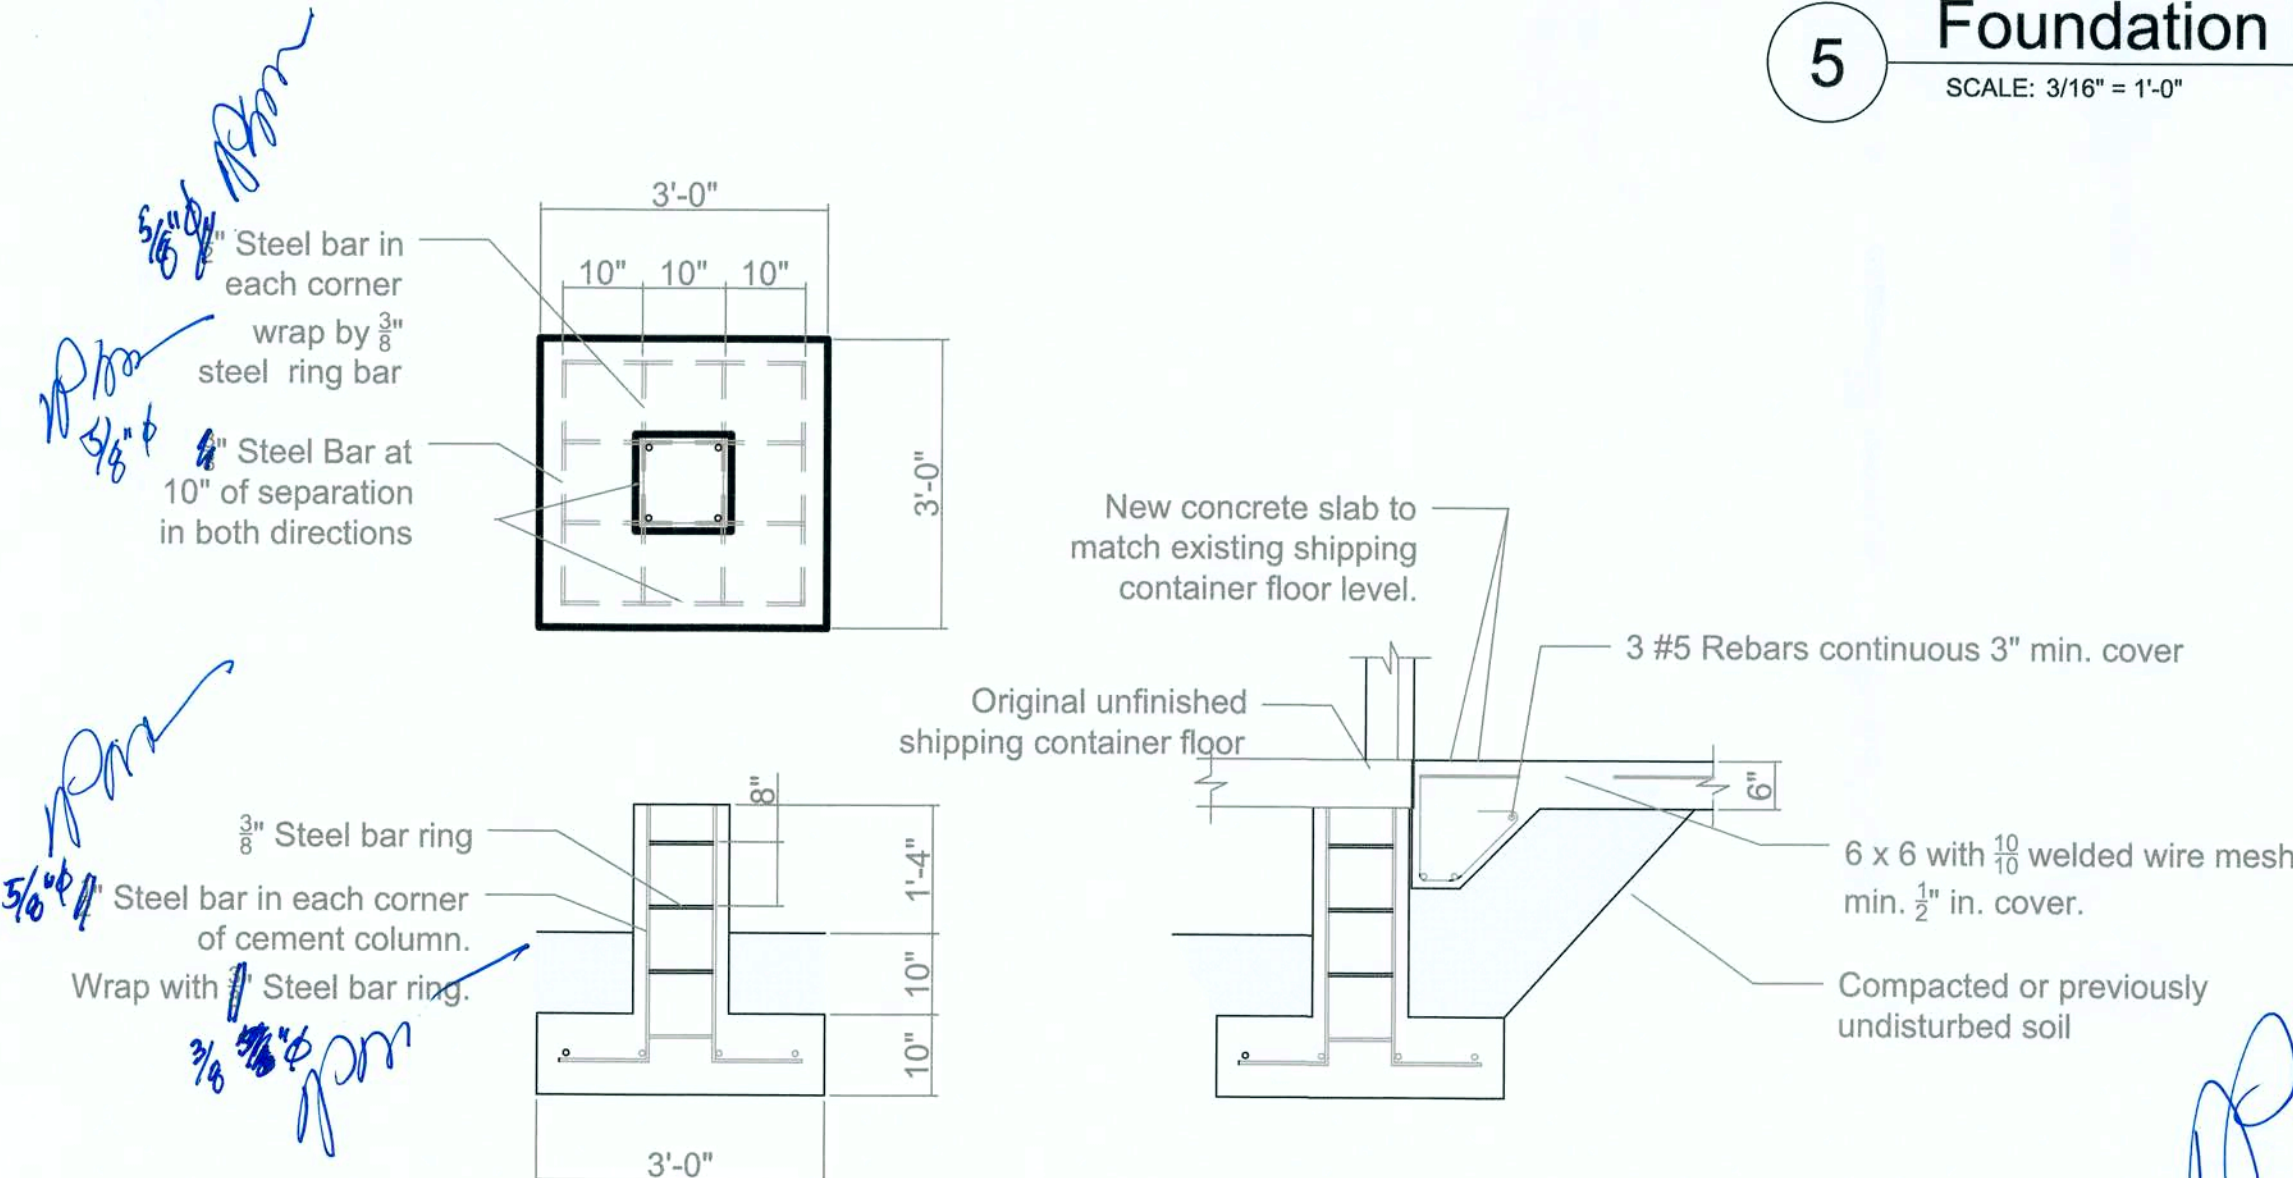 5
Foundation
SCALE: 3/16" = 1'-0"
3'-0"
10" 10" 10"
3'-0"
5/8"ϕ " Steel bar in
each corner
wrap by 3/8"
steel ring bar
5/8"ϕ " Steel Bar at
10" of separation
in both directions
New concrete slab to
match existing shipping
container floor level.
3 #5 Rebars continuous 3" min. cover
Original unfinished
shipping container floor
6"
6 x 6 with 10/10 welded wire mesh
min. 1/2" in. cover.
Compacted or previously
undisturbed soil
8"
3/8" Steel bar ring
5/8"ϕ " Steel bar in each corner
of cement column.
Wrap with " Steel bar ring.
3/8 "ϕ
1'-4"
10"
10"
3'-0"